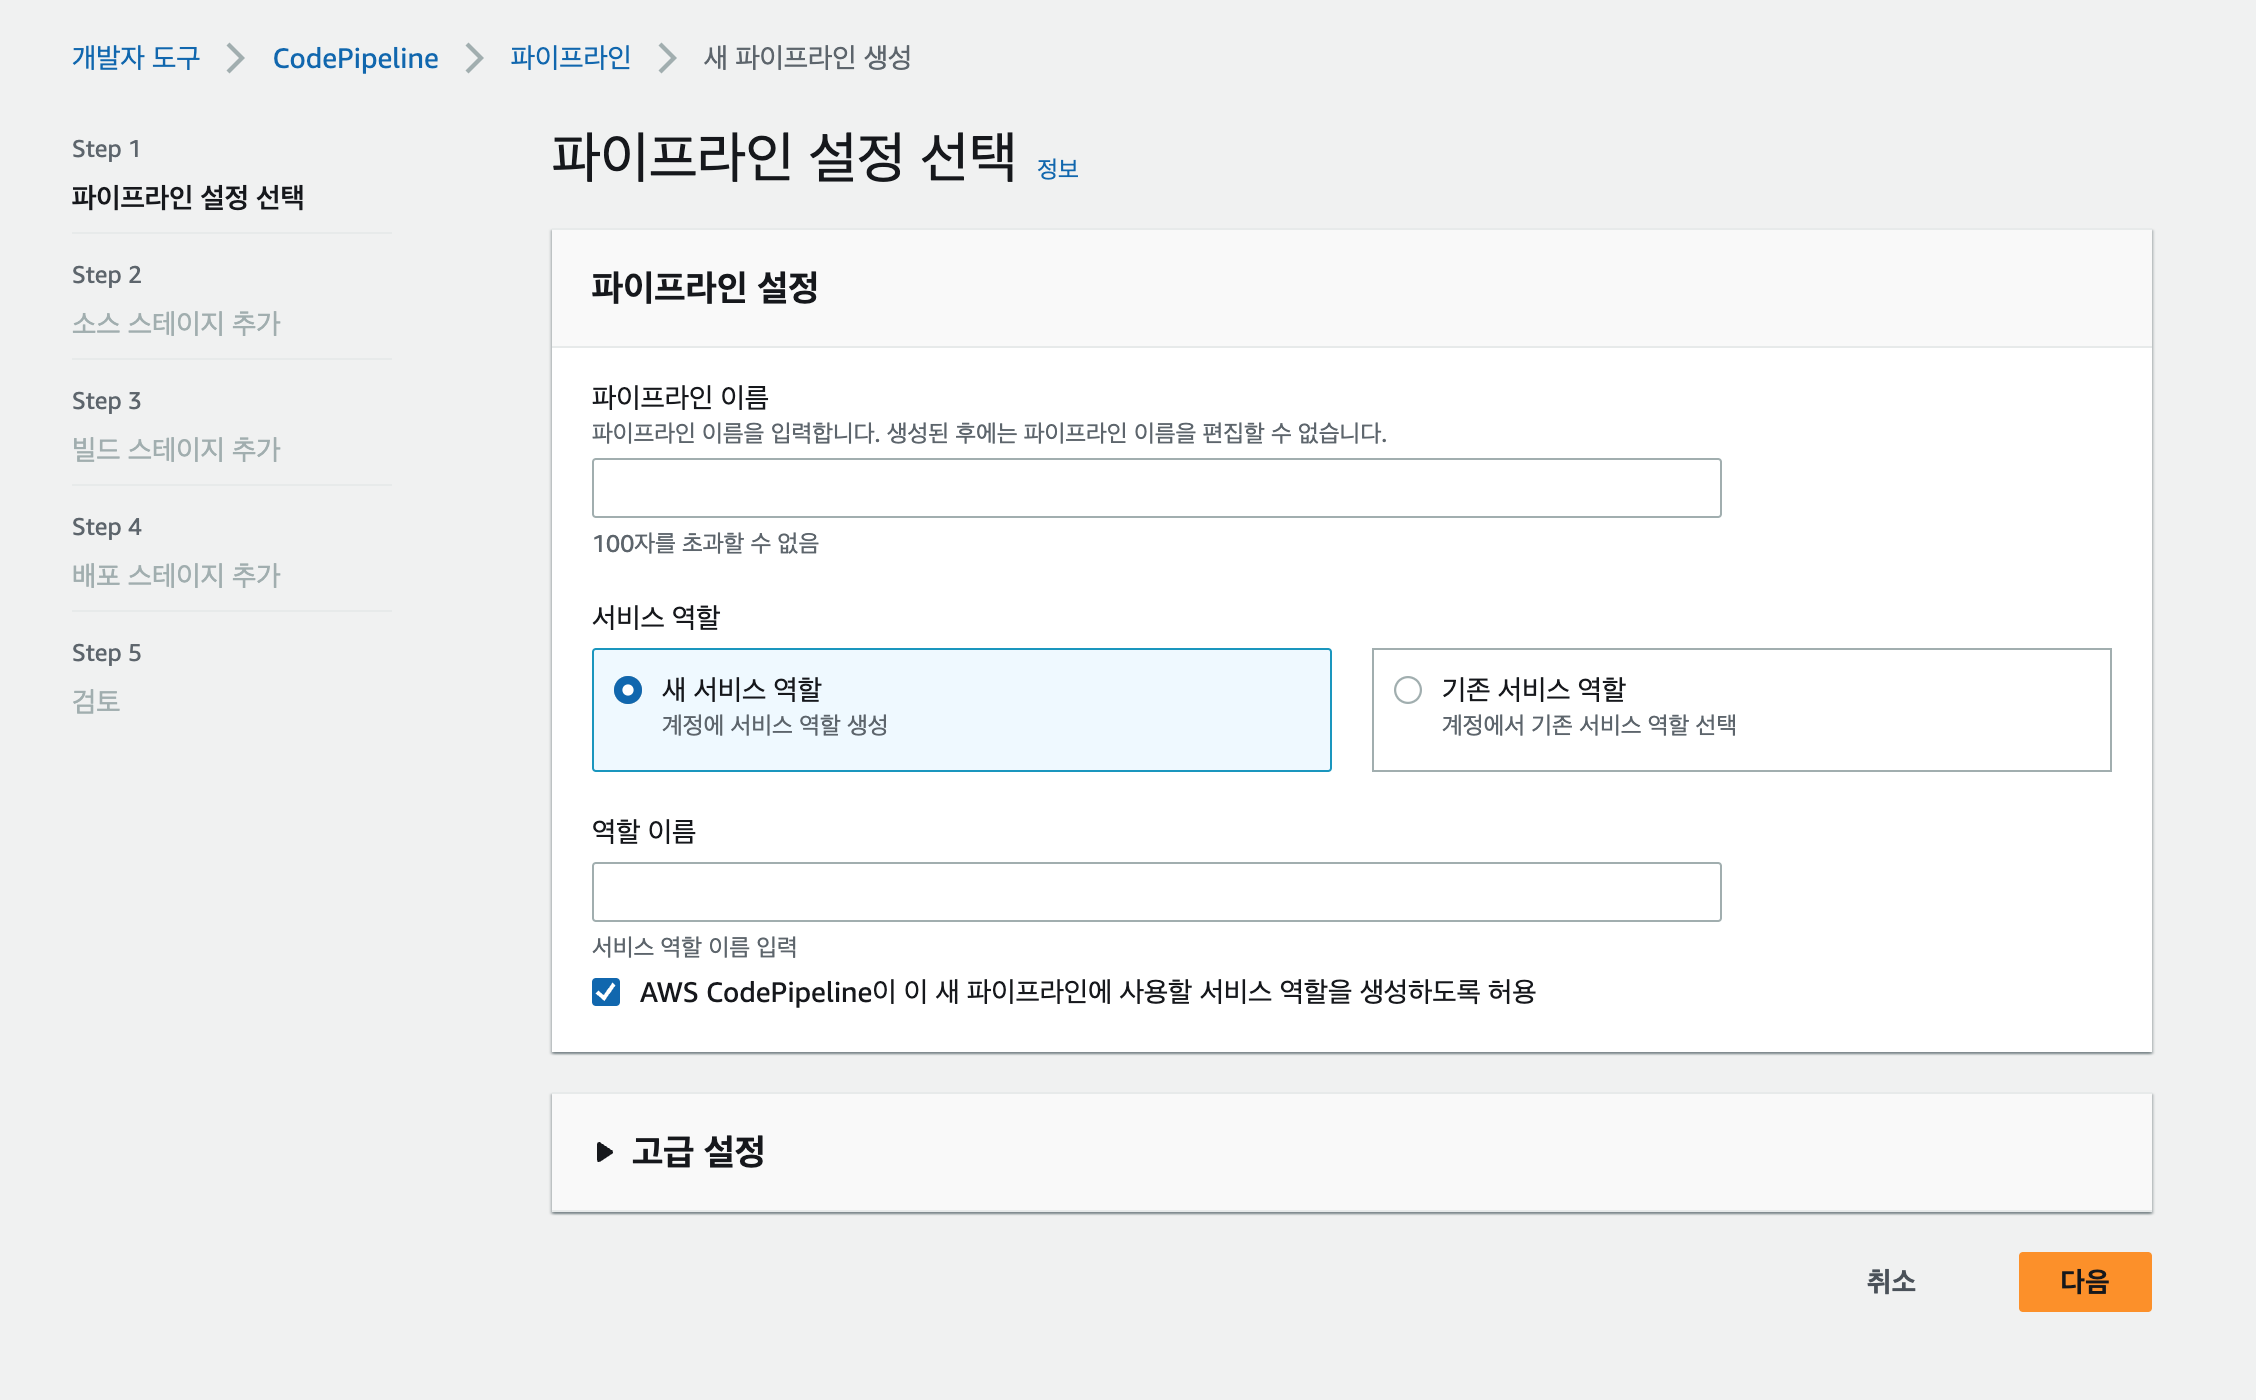 개발자 도구 > CodePipeline > 파이프라인 > 새 파이프라인 생성
Step 1
파이프라인 설정 선택
Step 2
소스 스테이지 추가
Step 3
빌드 스테이지 추가
Step 4
배포 스테이지 추가
Step 5
검토
파이프라인 설정 선택 정보
파이프라인 설정
파이프라인 이름
파이프라인 이름을 입력합니다. 생성된 후에는 파이프라인 이름을 편집할 수 없습니다.
100자를 초과할 수 없음
서비스 역할
새 서비스 역할
계정에 서비스 역할 생성
기존 서비스 역할
계정에서 기존 서비스 역할 선택
역할 이름
서비스 역할 이름 입력
AWS CodePipeline이 이 새 파이프라인에 사용할 서비스 역할을 생성하도록 허용
고급 설정
취소
다음